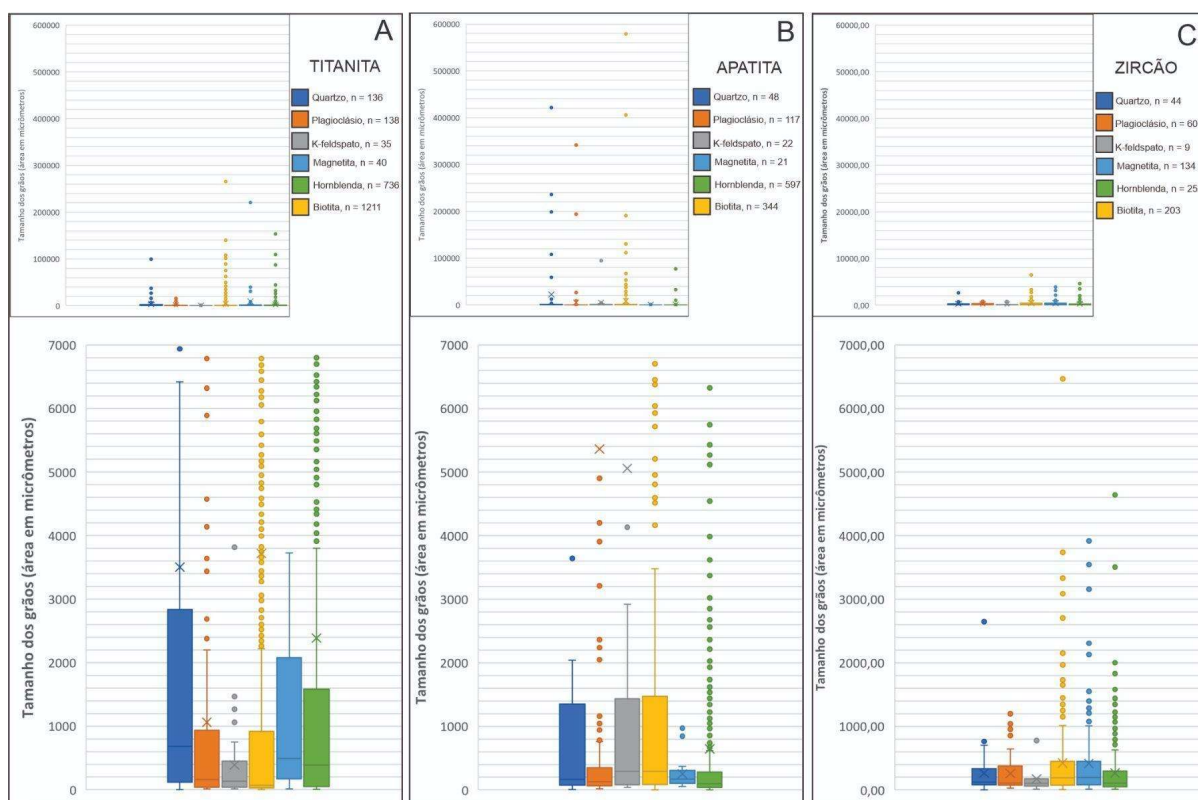 A
TITANITA
Tamanho dos grãos (área em micrômetros)
600000
500000
400000
300000
200000
100000
0
Quartzo, n = 136
Plagioclásio, n = 138
K-feldspato, n = 35
Magnetita, n = 40
Hornblenda, n = 736
Biotita, n = 1211
Tamanho dos grãos (área em micrômetros)
7000
6000
5000
4000
3000
2000
1000
0
B
APATITA
Tamanho dos grãos (área em micrômetros)
600000
500000
400000
300000
200000
100000
0
Quartzo, n = 48
Plagioclásio, n = 117
K-feldspato, n = 22
Magnetita, n = 21
Hornblenda, n = 597
Biotita, n = 344
Tamanho dos grãos (área em micrômetros)
7000
6000
5000
4000
3000
2000
1000
0
C
ZIRCÃO
Tamanho dos grãos (área em micrômetros)
60000,00
50000,00
40000,00
30000,00
20000,00
10000,00
0,00
Quartzo, n = 44
Plagioclásio, n = 60
K-feldspato, n = 9
Magnetita, n = 134
Hornblenda, n = 25
Biotita, n = 203
Tamanho dos grãos (área em micrômetros)
7000,00
6000,00
5000,00
4000,00
3000,00
2000,00
1000,00
0,00